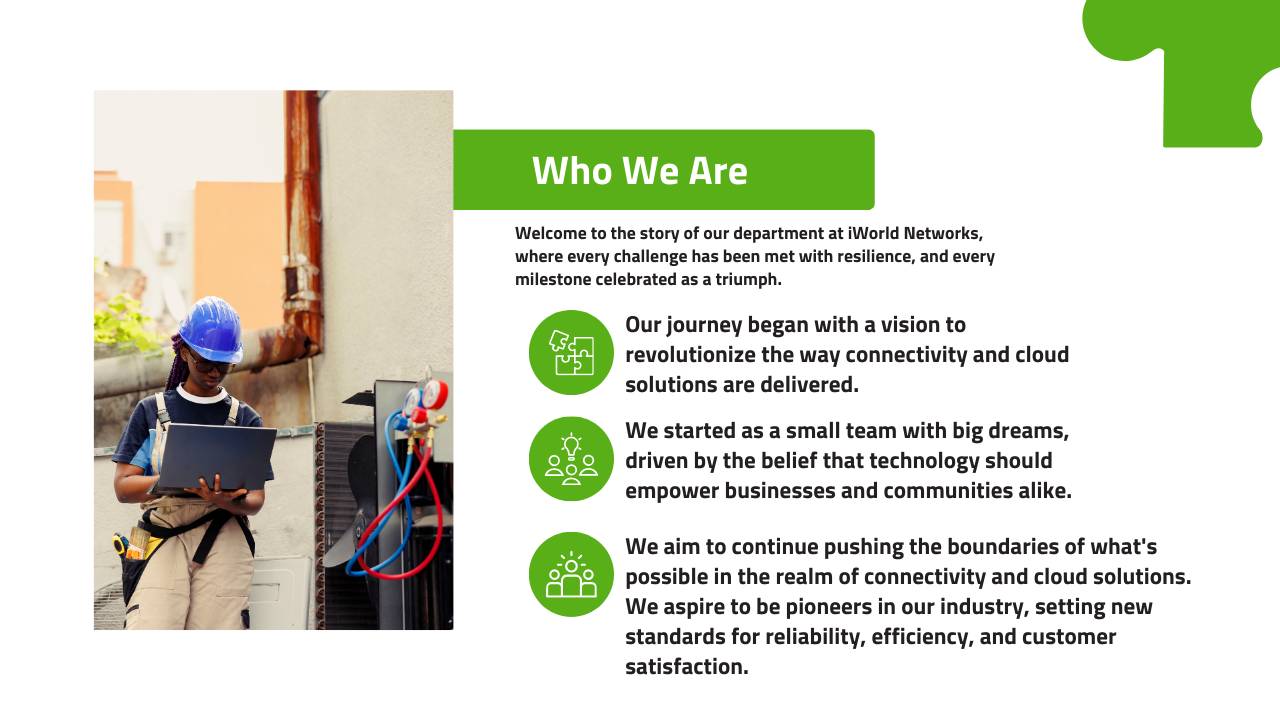 Who We Are
Welcome to the story of our department at iWorld Networks,
where every challenge has been met with resilience, and every
milestone celebrated as a triumph.
Our journey began with a vision to
revolutionize the way connectivity and cloud
solutions are delivered.
We started as a small team with big dreams,
driven by the belief that technology should
empower businesses and communities alike.
We aim to continue pushing the boundaries of what's
possible in the realm of connectivity and cloud solutions.
We aspire to be pioneers in our industry, setting new
standards for reliability, efficiency, and customer
satisfaction.